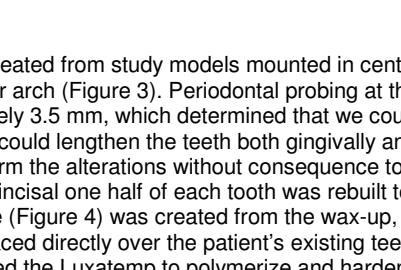 eated from study models mounted in cent
r arch (Figure 3). Periodontal probing at th
ely 3.5 mm, which determined that we cou
could lengthen the teeth both gingivally an
rm the alterations without consequence to
incisal one half of each tooth was rebuilt to
e (Figure 4) was created from the wax-up,
aced directly over the patient's existing tee
ed the Luxatemp to polymerize and harden